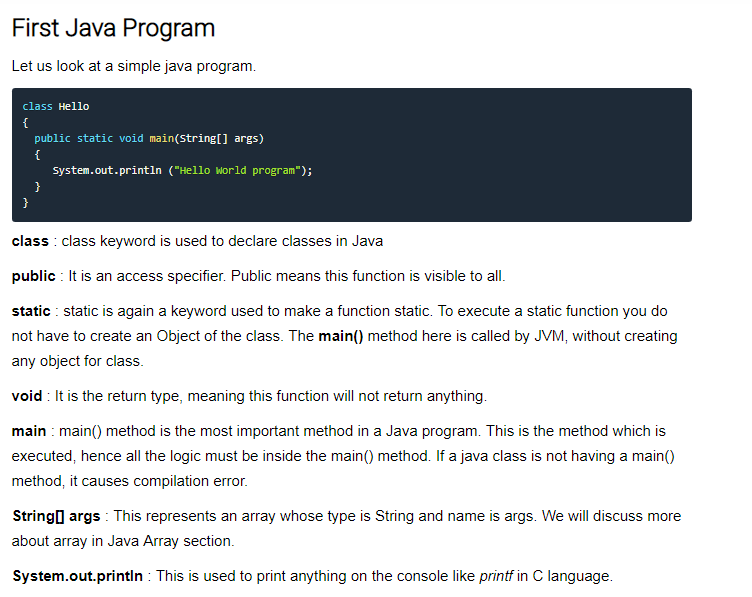 First Java Program
Let us look at a simple java program.
class Hello
{
  public static void main(String[] args)
  {
     System.out.println ("Hello World program");
  }
}
class : class keyword is used to declare classes in Java
public : It is an access specifier. Public means this function is visible to all.
static : static is again a keyword used to make a function static. To execute a static function you do
not have to create an Object of the class. The main() method here is called by JVM, without creating
any object for class.
void : It is the return type, meaning this function will not return anything.
main : main() method is the most important method in a Java program. This is the method which is
executed, hence all the logic must be inside the main() method. If a java class is not having a main()
method, it causes compilation error.
String[] args : This represents an array whose type is String and name is args. We will discuss more
about array in Java Array section.
System.out.println : This is used to print anything on the console like printf in C language.